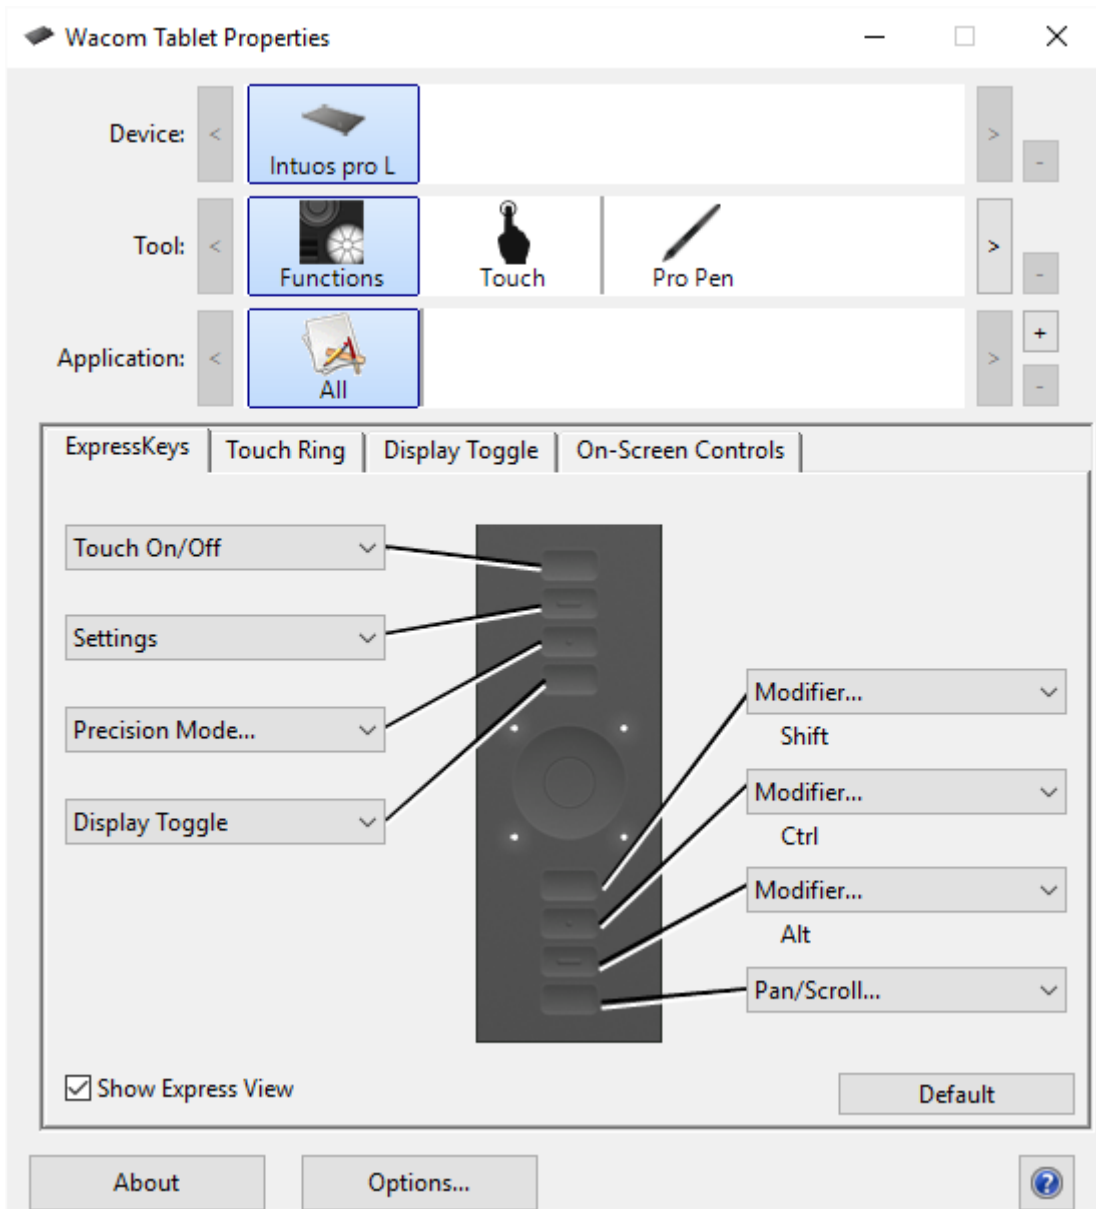 Wacom Tablet Properties
Device:
<
Intuos pro L
>
-
Tool:
<
Functions
Touch
Pro Pen
>
-
Application:
<
All
>
+
-
ExpressKeys
Touch Ring
Display Toggle
On-Screen Controls
Touch On/Off
Settings
Precision Mode...
Display Toggle
Modifier...
Shift
Modifier...
Ctrl
Modifier...
Alt
Pan/Scroll...
Show Express View
Default
About
Options...
?